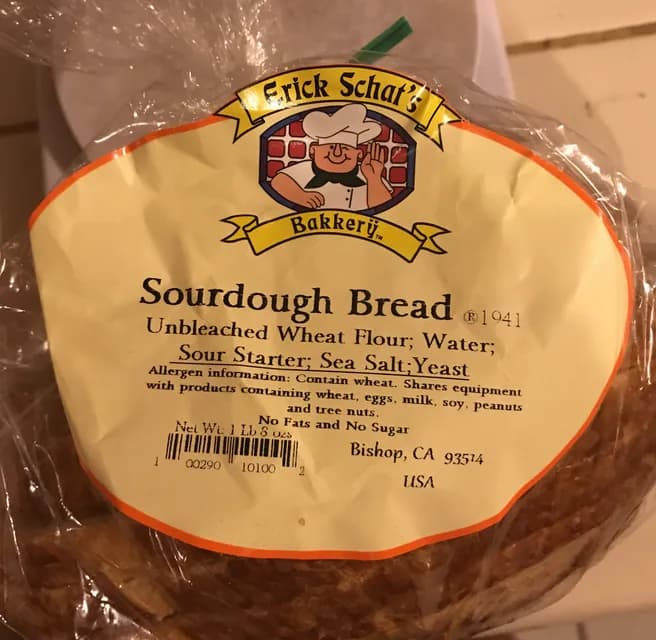 Erick Schat's
Bakkerÿ™
Sourdough Bread ®1941
Unbleached Wheat Flour; Water;
Sour Starter; Sea Salt;Yeast
Allergen information: Contain wheat. Shares equipment
with products containing wheat, eggs, milk, soy, peanuts
and tree nuts.
No Fats and No Sugar
Net Wt. 1 Lb 8 ozs
Bishop, CA 93514
USA
1 00290 10100 2